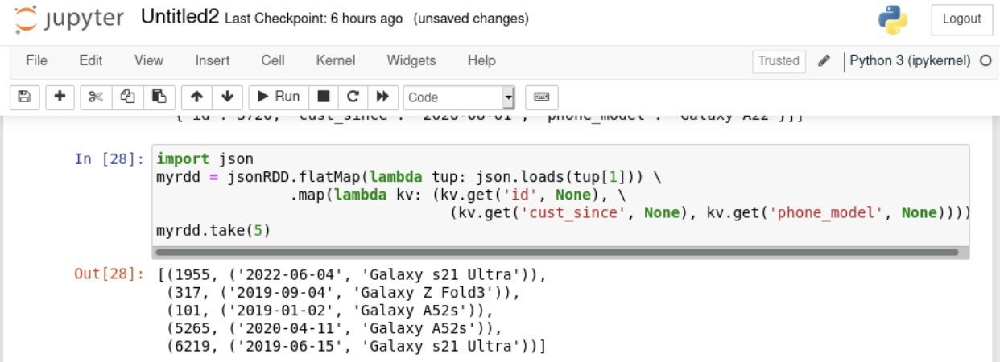 jupyter Untitled2 Last Checkpoint: 6 hours ago (unsaved changes) Logout
File Edit View Insert Cell Kernel Widgets Help Trusted Python 3 (ipykernel)
Run Code
{'id': 5720, 'cust_since': '2020-08-01', 'phone_model': 'Galaxy A22'}]]
In [28]: import json
myrdd = jsonRDD.flatMap(lambda tup: json.loads(tup[1])) \
.map(lambda kv: (kv.get('id', None), \
(kv.get('cust_since', None), kv.get('phone_model', None))))
myrdd.take(5)
Out[28]: [(1955, ('2022-06-04', 'Galaxy s21 Ultra')),
(317, ('2019-09-04', 'Galaxy Z Fold3')),
(101, ('2019-01-02', 'Galaxy A52s')),
(5265, ('2020-04-11', 'Galaxy A52s')),
(6219, ('2019-06-15', 'Galaxy s21 Ultra'))]